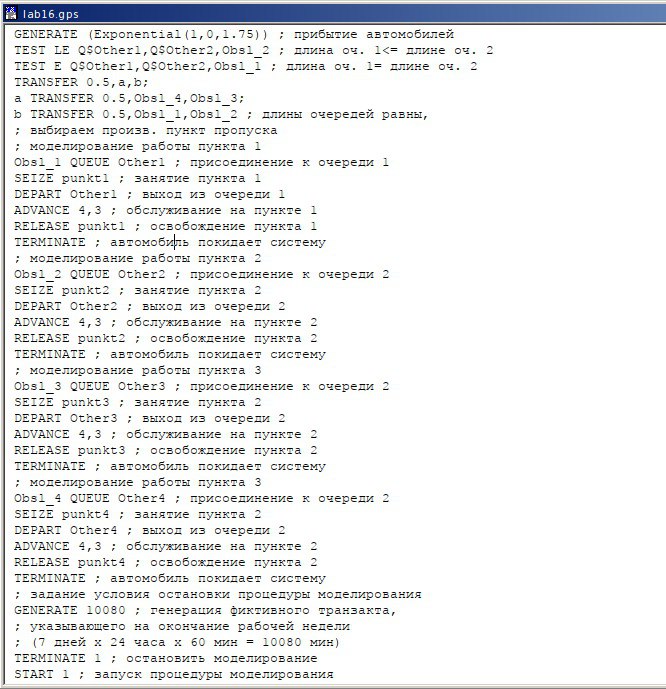 lab16.gps
GENERATE (Exponential(1,0,1.75)) ; прибытие автомобилей
TEST LE Q$Other1,Q$Other2,Obsl_2 ; длина оч. 1<= длине оч. 2
TEST E Q$Other1,Q$Other2,Obsl_1 ; длина оч. 1= длине оч. 2
TRANSFER 0.5,a,b;
a TRANSFER 0.5,Obsl_4,Obsl_3;
b TRANSFER 0.5,Obsl_1,Obsl_2 ; длины очередей равны,
; выбираем произв. пункт пропуска
; моделирование работы пункта 1
Obsl_1 QUEUE Other1 ; присоединение к очереди 1
SEIZE punkt1 ; занятие пункта 1
DEPART Other1 ; выход из очереди 1
ADVANCE 4,3 ; обслуживание на пункте 1
RELEASE punkt1 ; освобождение пункта 1
TERMINATE ; автомобиль покидает систему
; моделирование работы пункта 2
Obsl_2 QUEUE Other2 ; присоединение к очереди 2
SEIZE punkt2 ; занятие пункта 2
DEPART Other2 ; выход из очереди 2
ADVANCE 4,3 ; обслуживание на пункте 2
RELEASE punkt2 ; освобождение пункта 2
TERMINATE ; автомобиль покидает систему
; моделирование работы пункта 3
Obsl_3 QUEUE Other3 ; присоединение к очереди 2
SEIZE punkt3 ; занятие пункта 2
DEPART Other3 ; выход из очереди 2
ADVANCE 4,3 ; обслуживание на пункте 2
RELEASE punkt3 ; освобождение пункта 2
TERMINATE ; автомобиль покидает систему
; моделирование работы пункта 3
Obsl_4 QUEUE Other4 ; присоединение к очереди 2
SEIZE punkt4 ; занятие пункта 2
DEPART Other4 ; выход из очереди 2
ADVANCE 4,3 ; обслуживание на пункте 2
RELEASE punkt4 ; освобождение пункта 2
TERMINATE ; автомобиль покидает систему
; задание условия остановки процедуры моделирования
GENERATE 10080 ; генерация фиктивного транзакта,
; указывающего на окончание рабочей недели
; (7 дней x 24 часа x 60 мин = 10080 мин)
TERMINATE 1 ; остановить моделирование
START 1 ; запуск процедуры моделирования